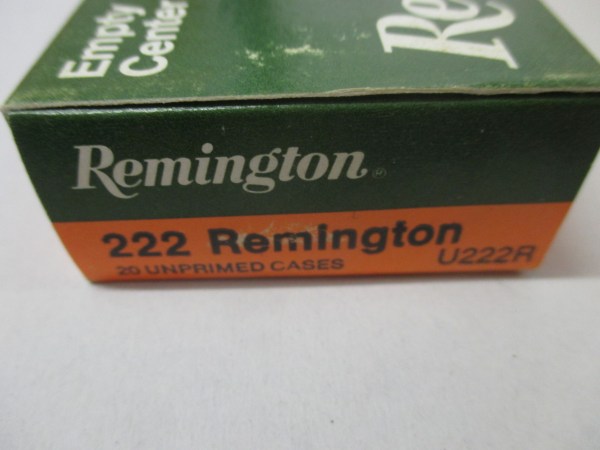 Empty
Center
Re
Remington®
222 Remington
20 UNPRIMED CASES
U222R